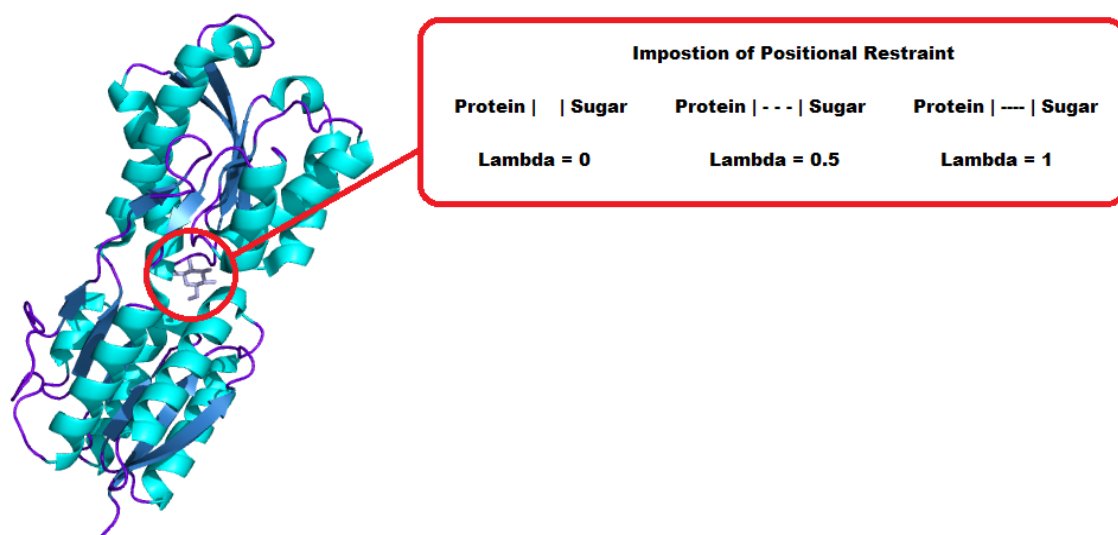 Impostion of Positional Restraint
Protein | | Sugar Protein | - - - | Sugar Protein | ---- | Sugar
Lambda = 0 Lambda = 0.5 Lambda = 1